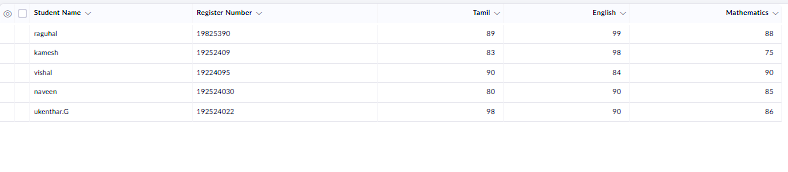 Student Name Register Number Tamil English Mathematics
raguhal 19825390 89 99 88
kamesh 19252409 83 98 75
vishal 19224095 90 84 90
naveen 192524030 80 90 85
ukenthar.G 192524022 98 90 86